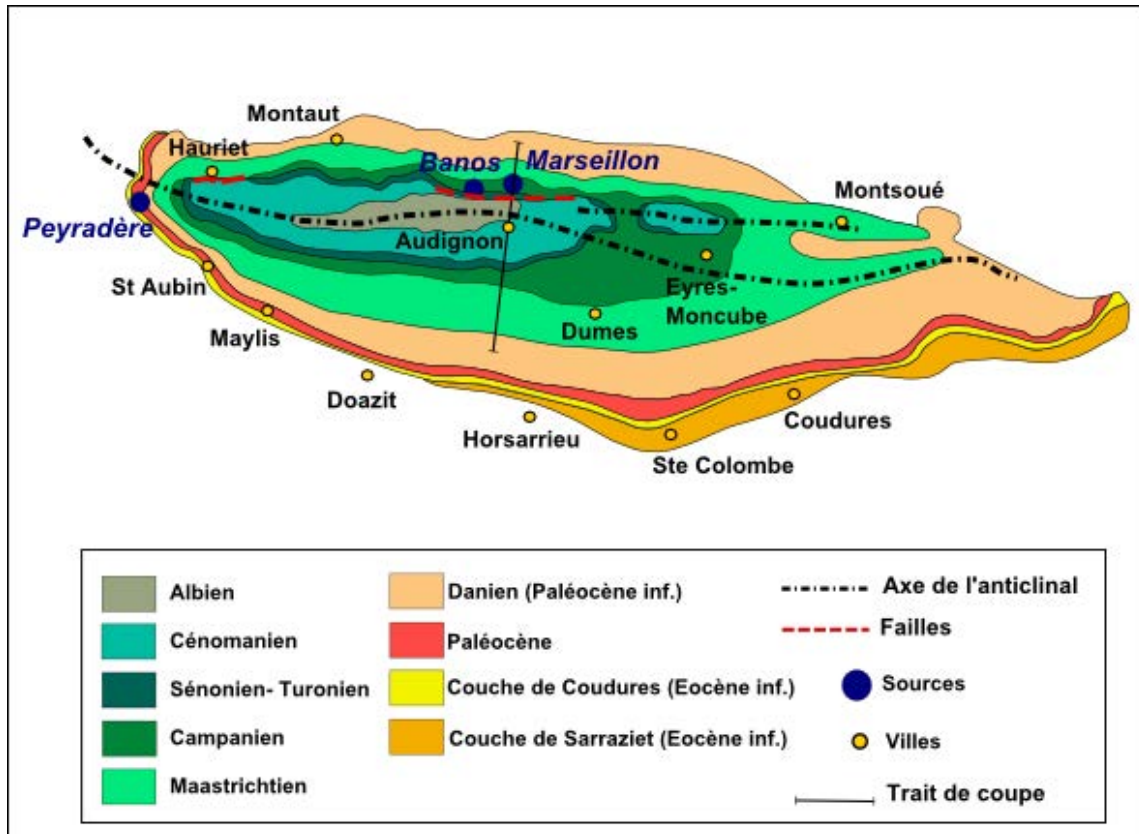 Montaut
Hauriet
Banos
Marseillon
Montsoué
Peyradère
Audignon
St Aubin
Eyres-
Moncube
Dumes
Maylis
Doazit
Coudures
Horsarrieu
Ste Colombe
Albien
Cénomanien
Sénonien- Turonien
Campanien
Maastrichtien
Danien (Paléocène inf.)
Paléocène
Couche de Coudures (Eocène inf.)
Couche de Sarraziet (Eocène inf.)
Axe de l'anticlinal
Failles
Sources
Villes
Trait de coupe